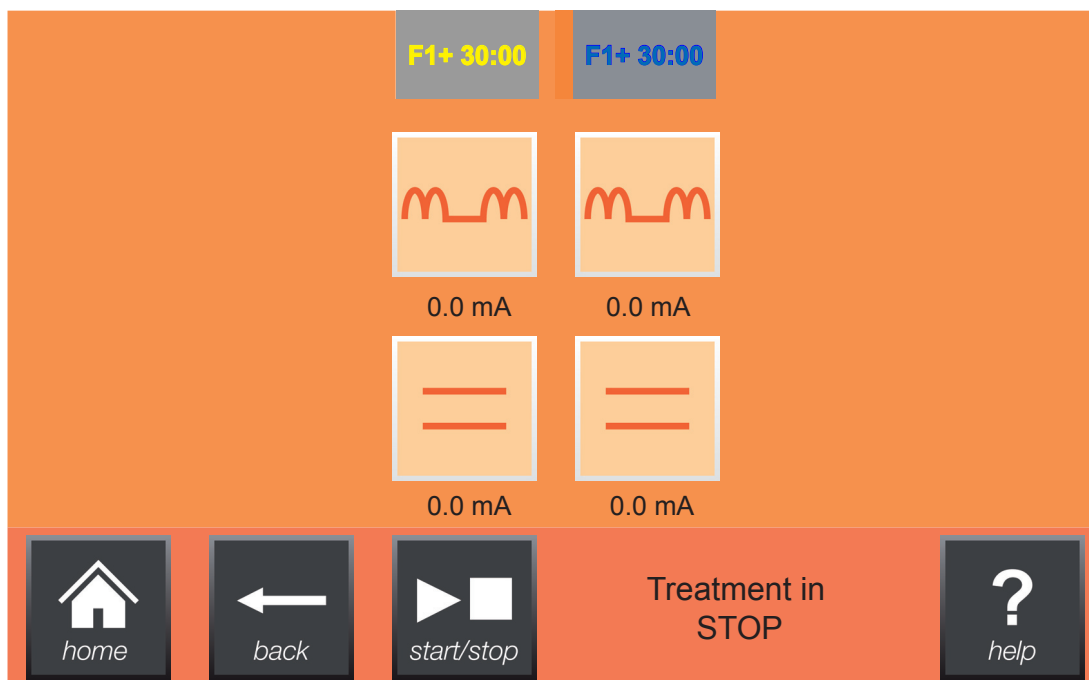 F1+ 30:00 F1+ 30:00
0.0 mA 0.0 mA
0.0 mA 0.0 mA
home back start/stop
Treatment in
STOP
?
help